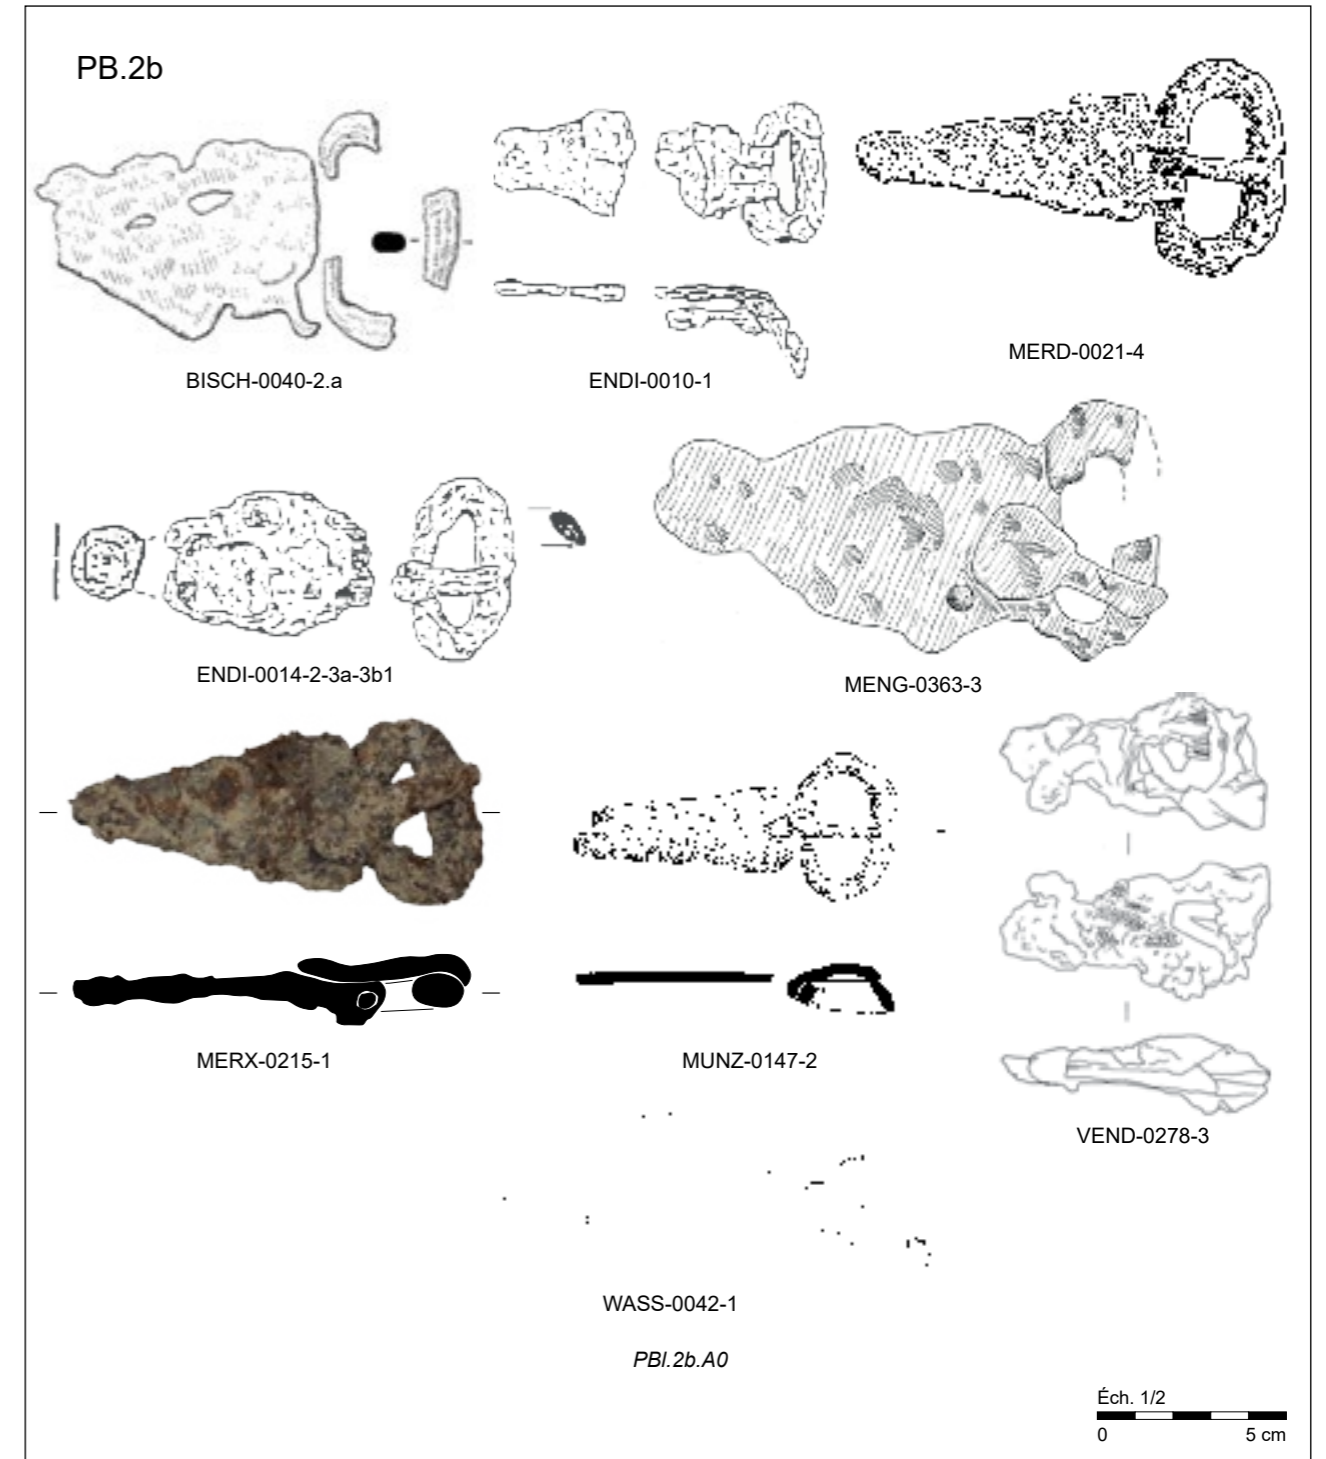 PB.2b
BISCH-0040-2.a
ENDI-0010-1
MERD-0021-4
ENDI-0014-2-3a-3b1
MENG-0363-3
MERX-0215-1
MUNZ-0147-2
VEND-0278-3
WASS-0042-1
PBl.2b.A0
Éch. 1/2
0 5 cm